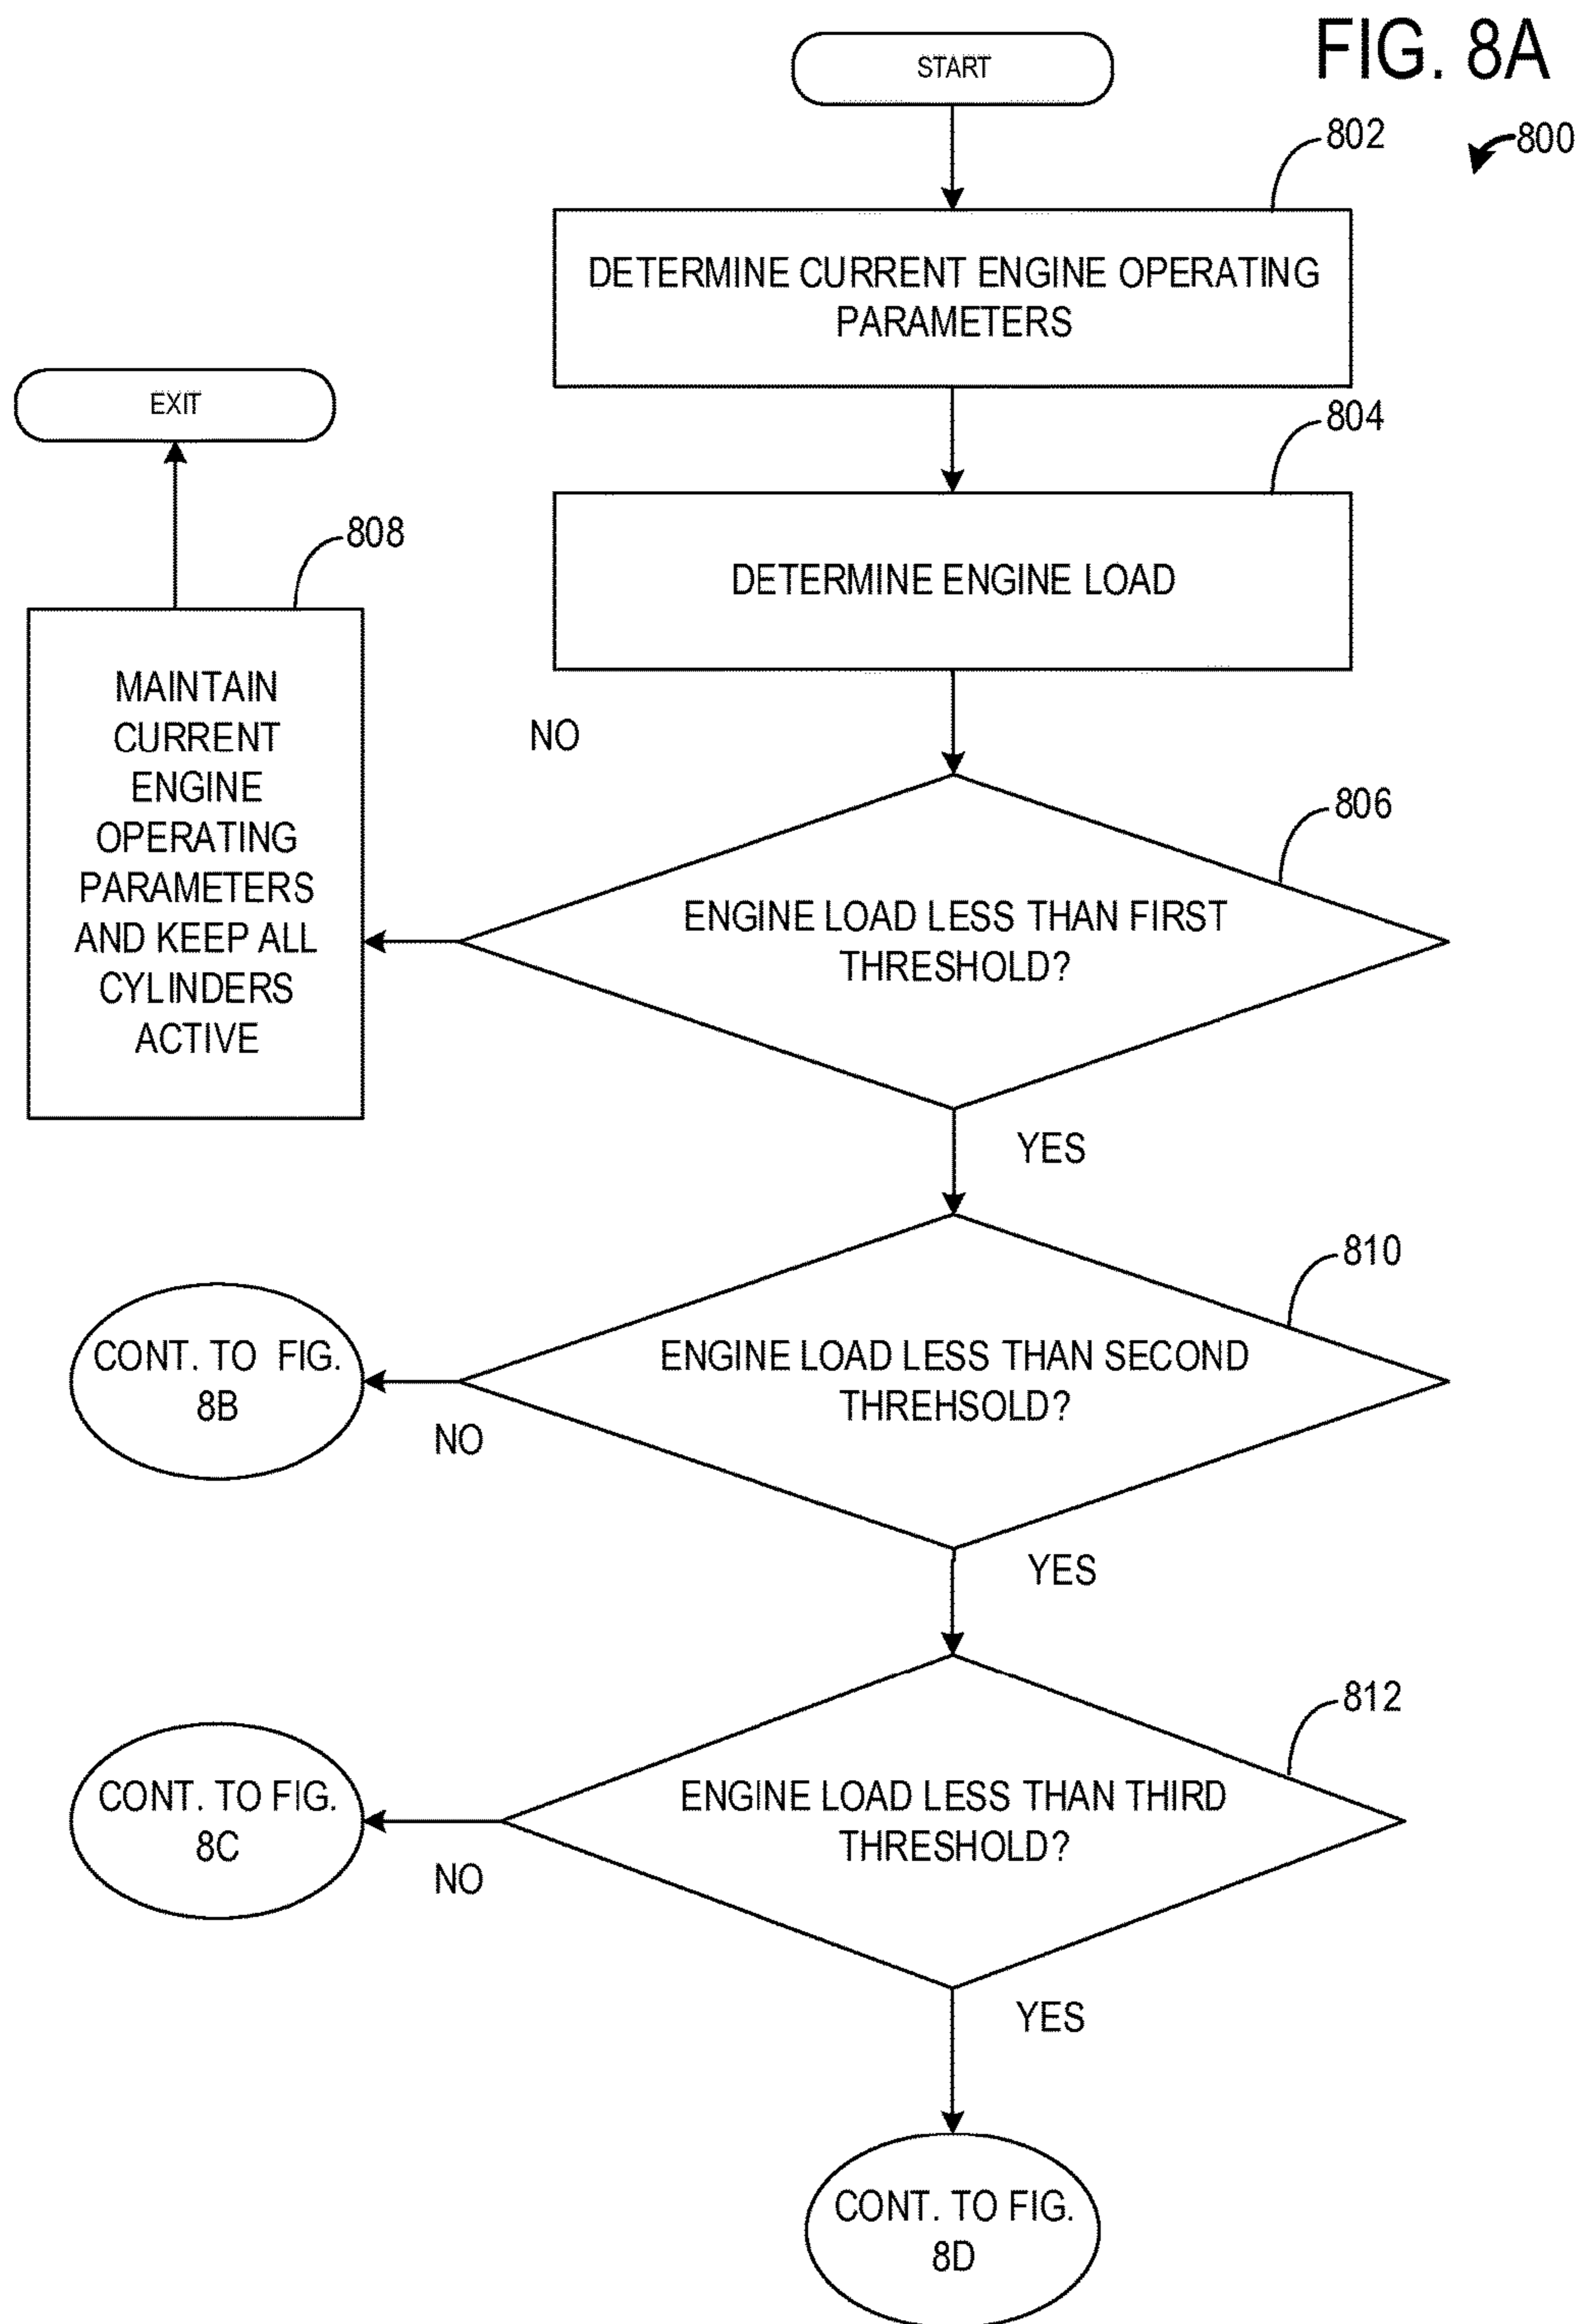 FIG. 8A
START
800
802
DETERMINE CURRENT ENGINE OPERATING
PARAMETERS
EXIT
804
DETERMINE ENGINE LOAD
808
MAINTAIN
CURRENT
ENGINE
OPERATING
PARAMETERS
AND KEEP ALL
CYLINDERS
ACTIVE
NO
806
ENGINE LOAD LESS THAN FIRST
THRESHOLD?
YES
810
ENGINE LOAD LESS THAN SECOND
THREHSOLD?
CONT. TO FIG.
8B
NO
YES
812
ENGINE LOAD LESS THAN THIRD
THRESHOLD?
CONT. TO FIG.
8C
NO
YES
CONT. TO FIG.
8D